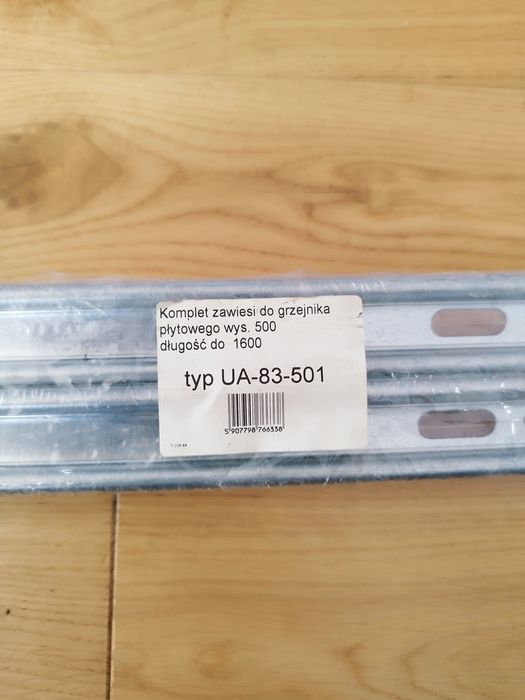 Komplet zawiesi do grzejnika
płytowego wys. 500
długość do 1600
typ UA-83-501
5 907798 766338